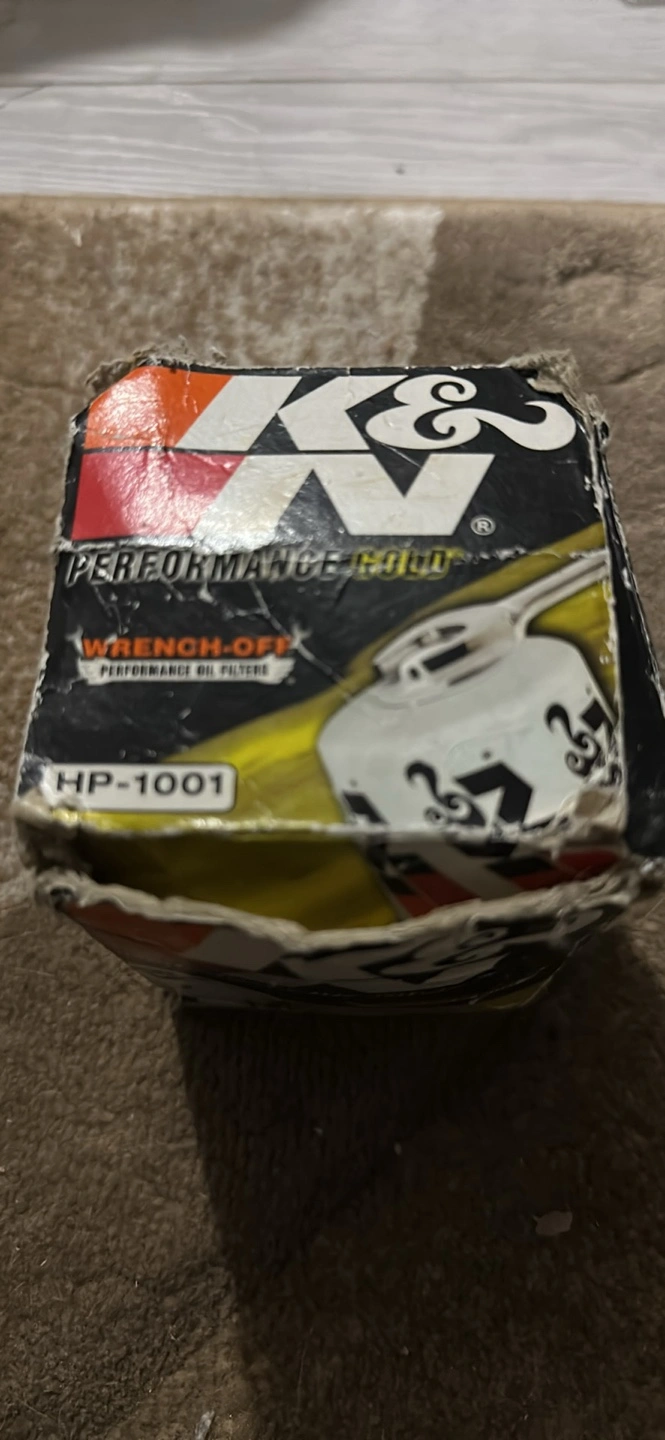 K&
N®
PERFORMANCE GOLD
WRENCH-OFF
PERFORMANCE OIL FILTERS
HP-1001
K&
N
K&